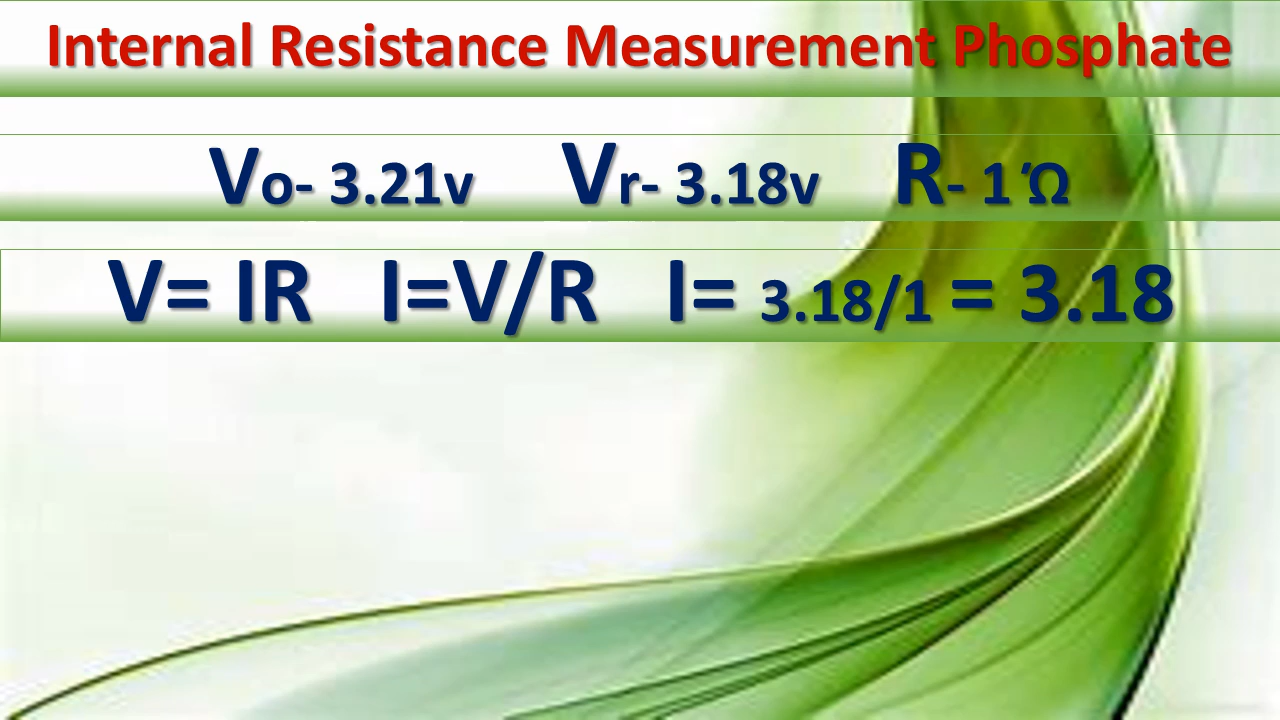 Internal Resistance Measurement Phosphate
Vo- 3.21v Vr- 3.18v R- 1Ώ
V= IR I=V/R I= 3.18/1 = 3.18